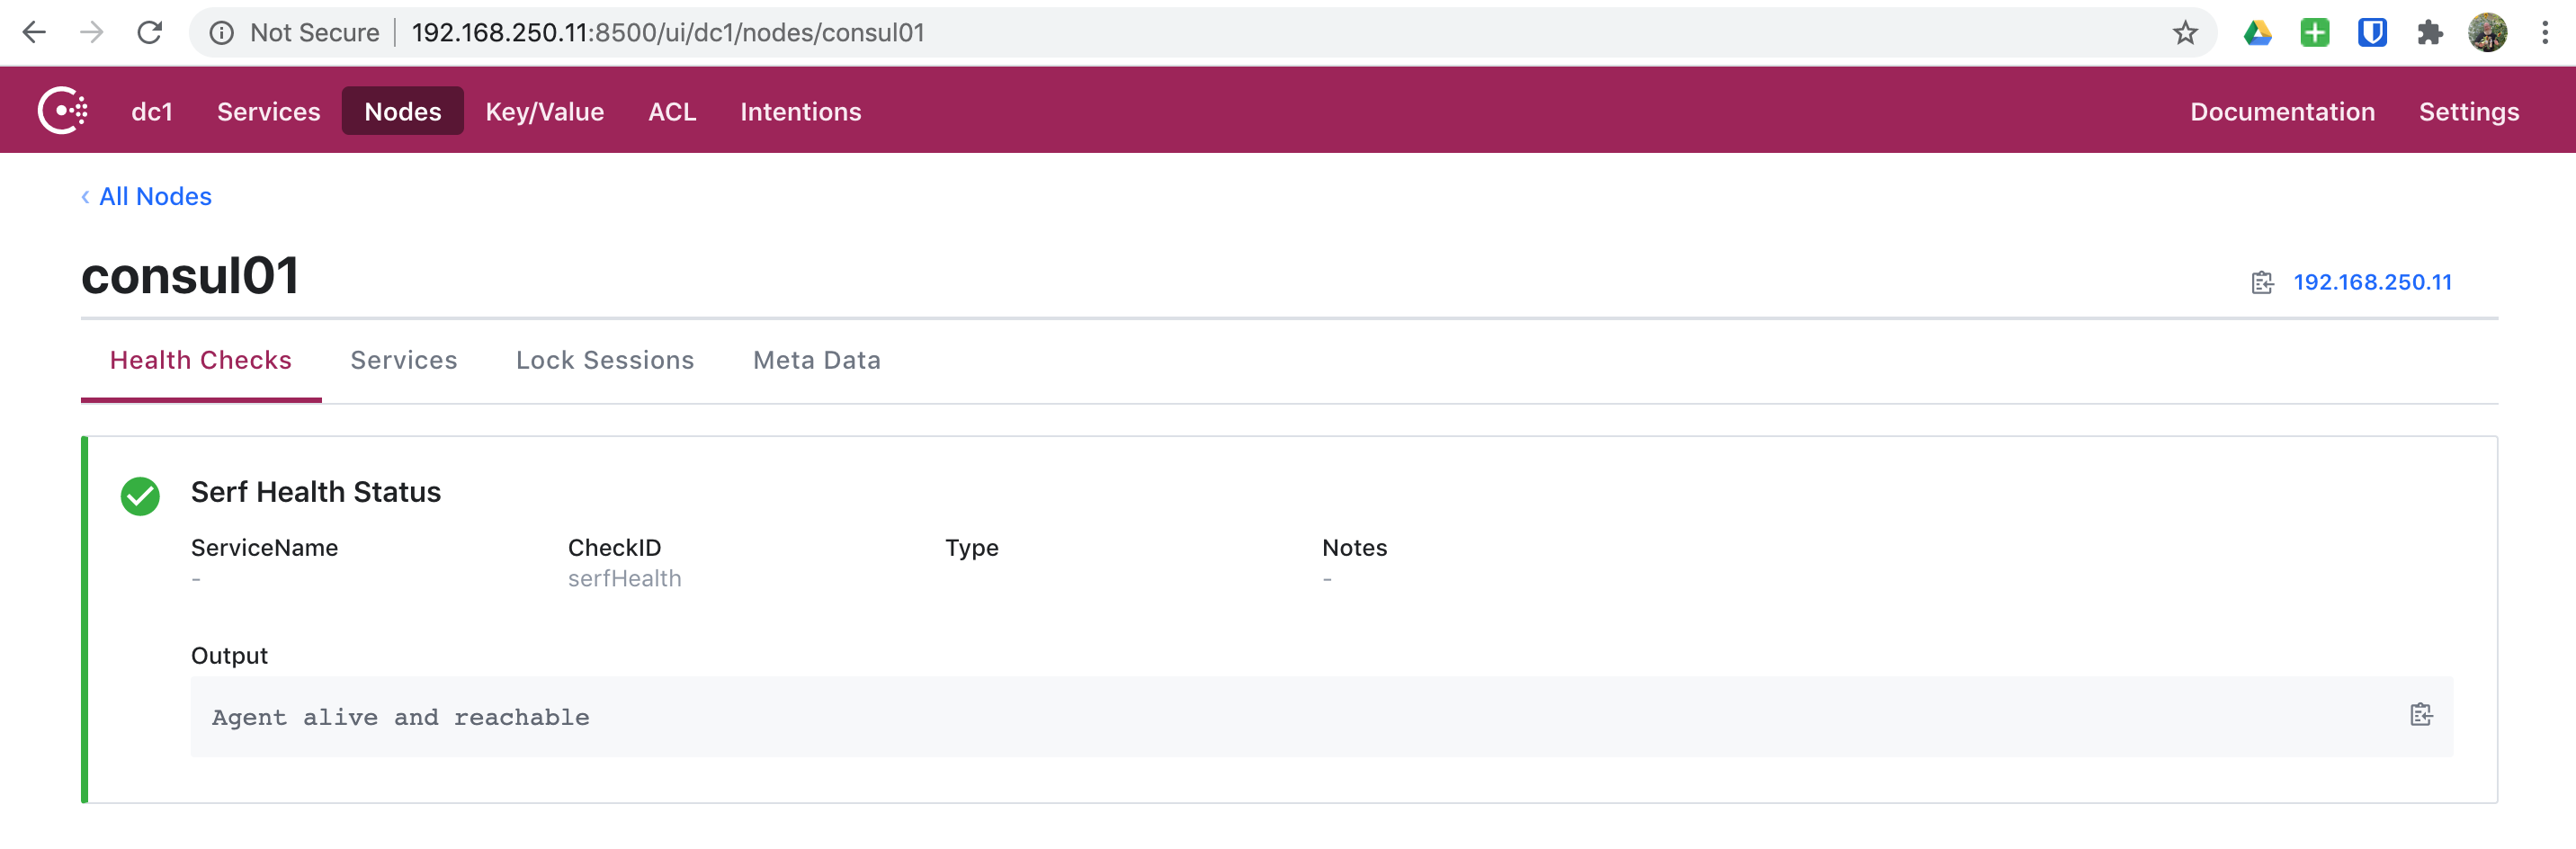 Not Secure 192.168.250.11:8500/ui/dc1/nodes/consul01
dc1 Services Nodes Key/Value ACL Intentions Documentation Settings
‹ All Nodes
consul01 192.168.250.11
Health Checks Services Lock Sessions Meta Data
Serf Health Status
ServiceName CheckID Type Notes
- serfHealth -
Output
Agent alive and reachable